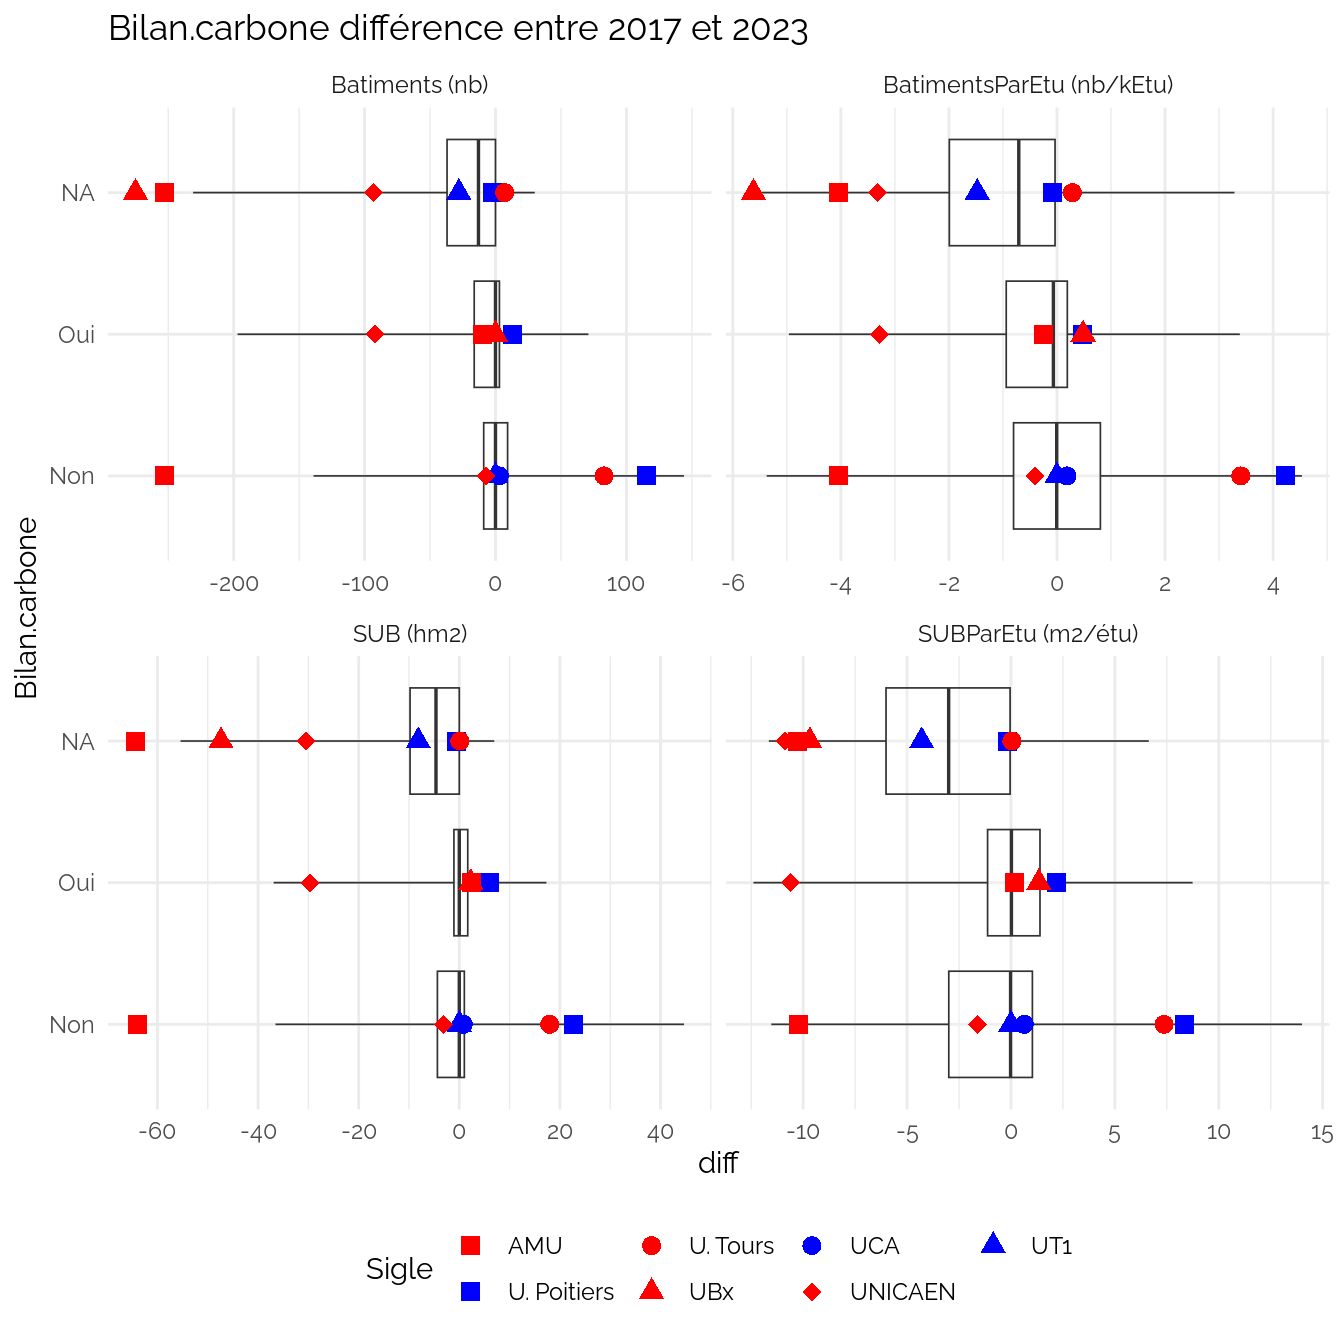 Bilan.carbone différence entre 2017 et 2023
Batiments (nb)
BatimentsParEtu (nb/kEtu)
NA
Oui
Non
-200 -100 0 100
-6 -4 -2 0 2 4
Bilan.carbone
SUB (hm2)
SUBParEtu (m2/étu)
NA
Oui
Non
-60 -40 -20 0 20 40
-10 -5 0 5 10 15
diff
Sigle
AMU U. Tours UCA UT1
U. Poitiers UBx UNICAEN